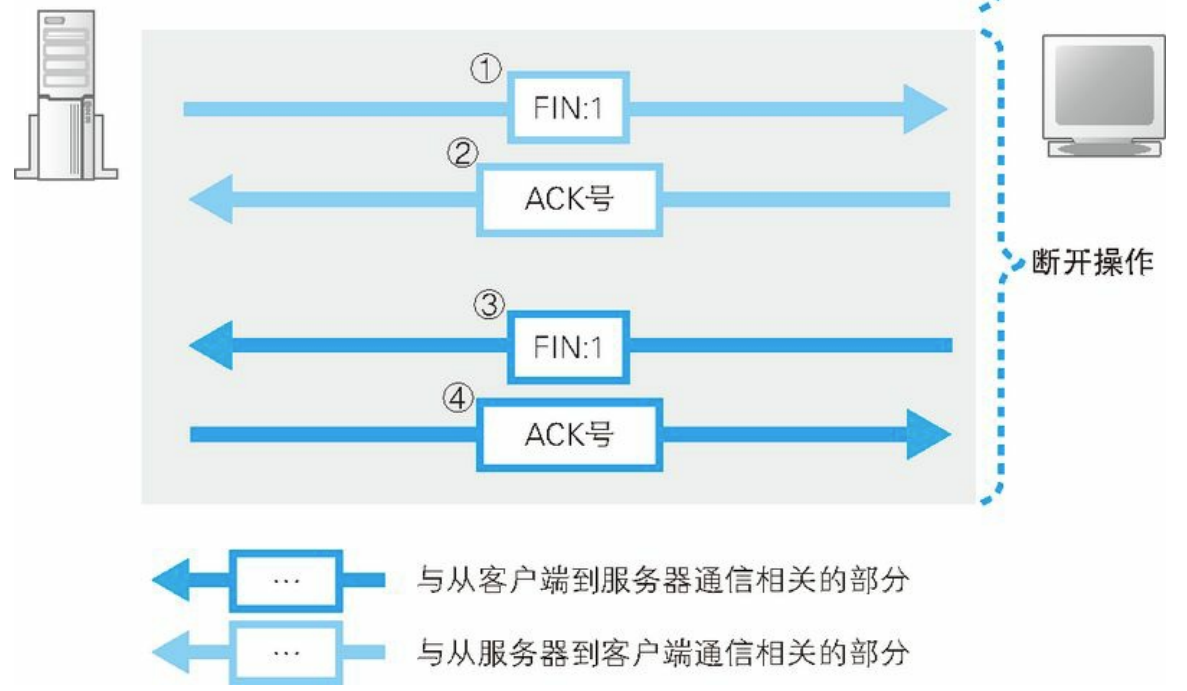 ①
FIN:1
②
ACK号
断开操作
③
FIN:1
④
ACK号
… 与从客户端到服务器通信相关的部分
… 与从服务器到客户端通信相关的部分